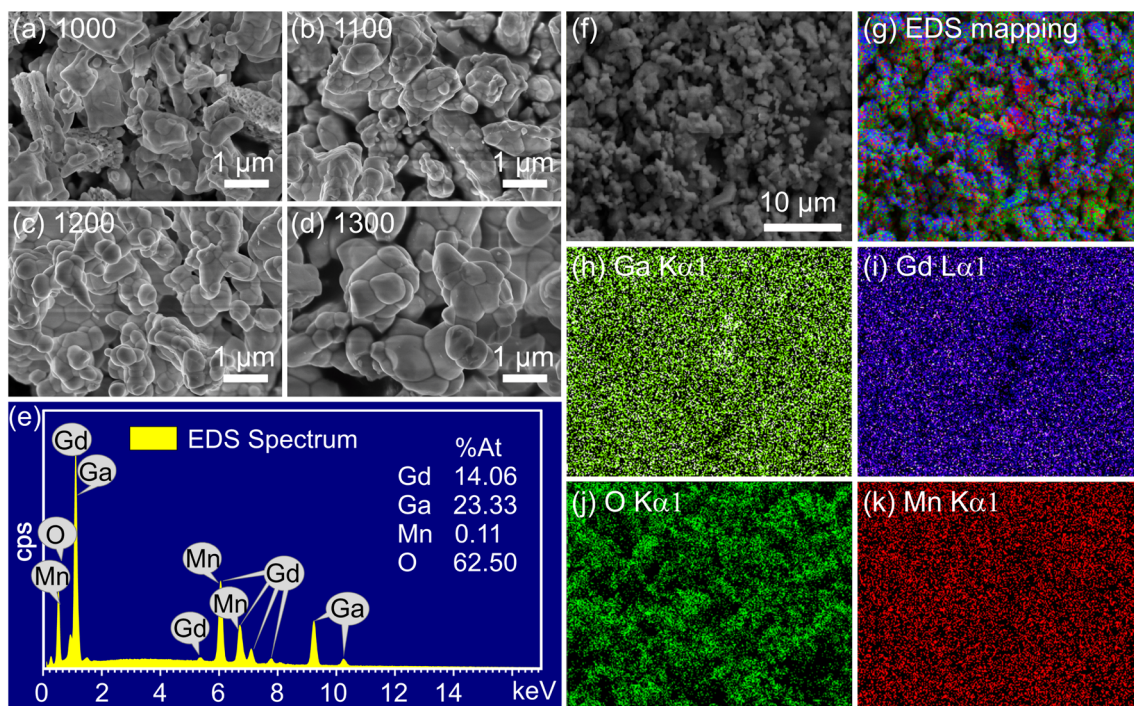 (a) 1000
1 μm
(b) 1100
1 μm
(c) 1200
1 μm
(d) 1300
1 μm
(e)
Gd
Ga
O
Mn
EDS Spectrum
%At
Gd 14.06
Ga 23.33
Mn 0.11
O 62.50
cps
Mn
Gd
Mn
Gd
Ga
0 2 4 6 8 10 12 14 keV
(f)
10 μm
(g) EDS mapping
(h) Ga Kα1
(i) Gd Lα1
(j) O Kα1
(k) Mn Kα1